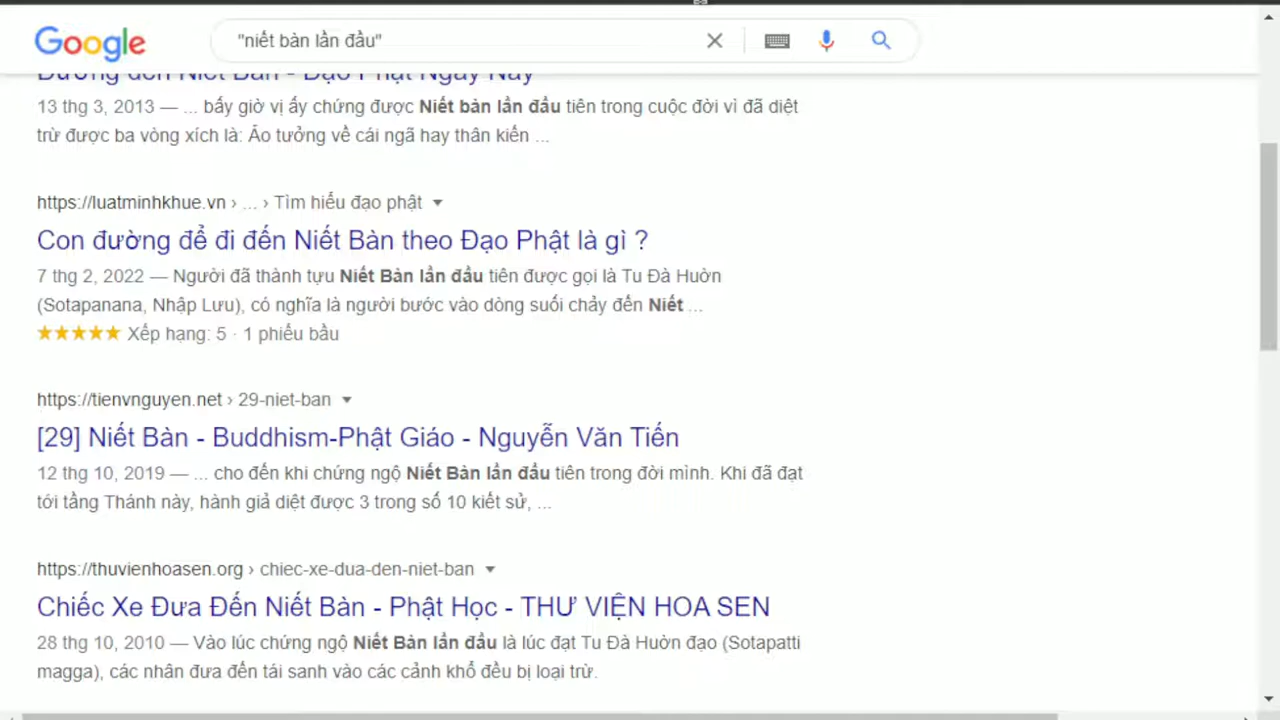 Google
"niết bàn lần đầu"
Đường đến Niết Bàn - Đạo Phật Ngày Nay
13 thg 3, 2013 — ... bấy giờ vị ấy chứng được Niết bàn lần đầu tiên trong cuộc đời vì đã diệt
trừ được ba vòng xích là: Ảo tưởng về cái ngã hay thân kiến ...
https://luatminhkhue.vn › ... › Tìm hiểu đạo phật
Con đường để đi đến Niết Bàn theo Đạo Phật là gì ?
7 thg 2, 2022 — Người đã thành tựu Niết Bàn lần đầu tiên được gọi là Tu Đà Huờn
(Sotapanana, Nhập Lưu), có nghĩa là người bước vào dòng suối chảy đến Niết ...
★★★★★ Xếp hạng: 5 · 1 phiếu bầu
https://tienvnguyen.net › 29-niet-ban
[29] Niết Bàn - Buddhism-Phật Giáo - Nguyễn Văn Tiến
12 thg 10, 2019 — ... cho đến khi chứng ngộ Niết Bàn lần đầu tiên trong đời mình. Khi đã đạt
tới tầng Thánh này, hành giả diệt được 3 trong số 10 kiết sử, ...
https://thuvienhoasen.org › chiec-xe-dua-den-niet-ban
Chiếc Xe Đưa Đến Niết Bàn - Phật Học - THƯ VIỆN HOA SEN
28 thg 10, 2010 — Vào lúc chứng ngộ Niết Bàn lần đầu là lúc đạt Tu Đà Huờn đạo (Sotapatti
magga), các nhân đưa đến tái sanh vào các cảnh khổ đều bị loại trừ.